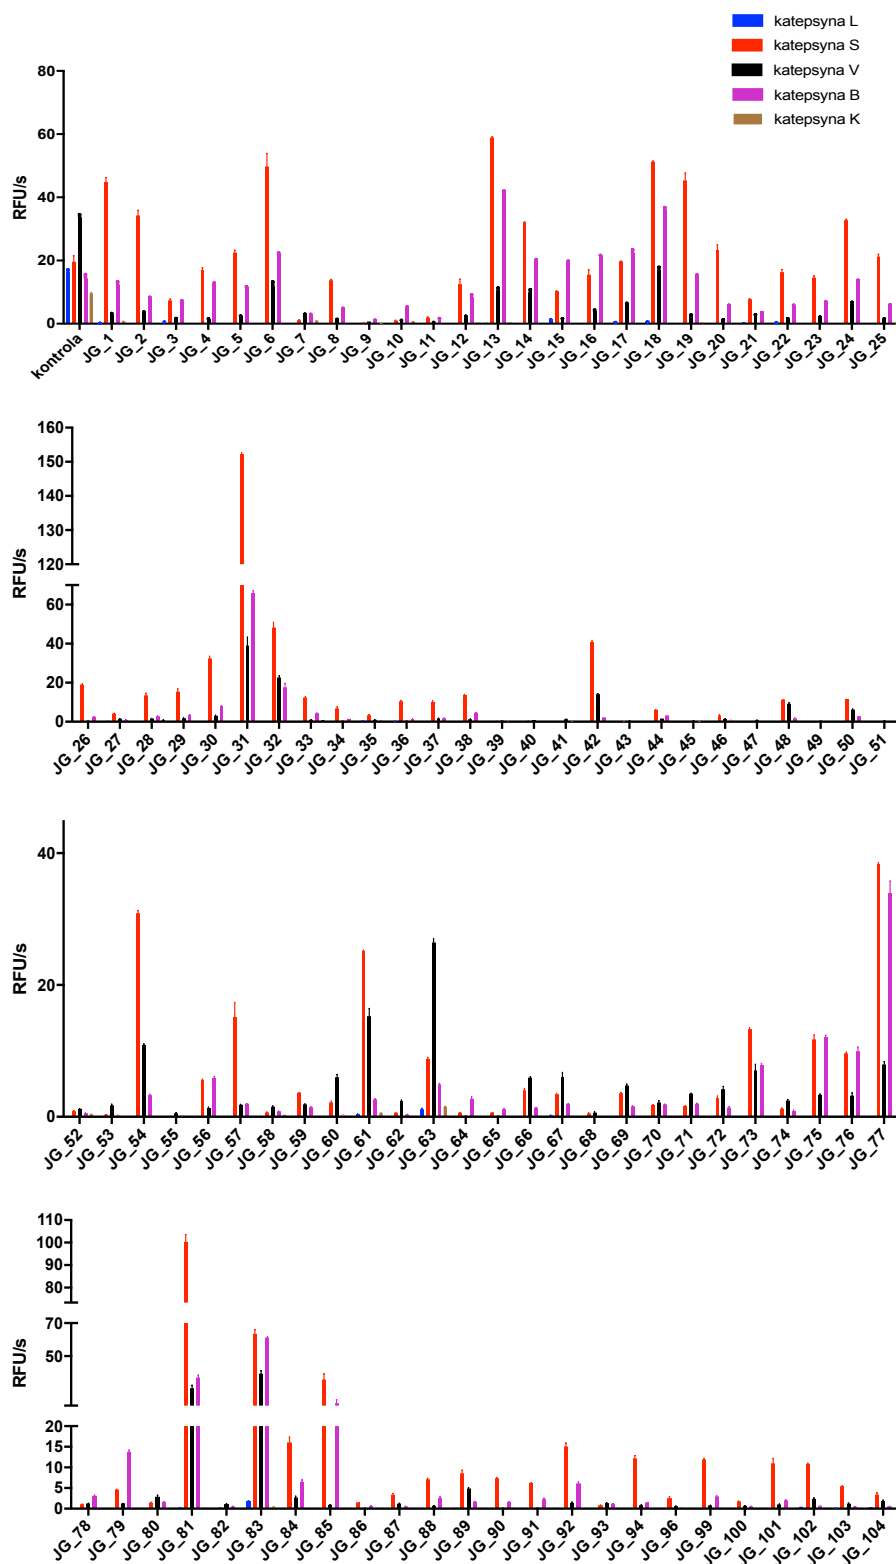 katepsyna L
katepsyna S
katepsyna V
katepsyna B
katepsyna K
RFU/s
80
60
40
20
0
kontrola JG_1 JG_2 JG_3 JG_4 JG_5 JG_6 JG_7 JG_8 JG_9 JG_10 JG_11 JG_12 JG_13 JG_14 JG_15 JG_16 JG_17 JG_18 JG_19 JG_20 JG_21 JG_22 JG_23 JG_24 JG_25
RFU/s
160
150
140
130
120
60
40
20
0
JG_26 JG_27 JG_28 JG_29 JG_30 JG_31 JG_32 JG_33 JG_34 JG_35 JG_36 JG_37 JG_38 JG_39 JG_40 JG_41 JG_42 JG_43 JG_44 JG_45 JG_46 JG_47 JG_48 JG_49 JG_50 JG_51
RFU/s
40
20
0
JG_52 JG_53 JG_54 JG_55 JG_56 JG_57 JG_58 JG_59 JG_60 JG_61 JG_62 JG_63 JG_64 JG_65 JG_66 JG_67 JG_68 JG_69 JG_70 JG_71 JG_72 JG_73 JG_74 JG_75 JG_76 JG_77
RFU/s
110
100
90
80
70
50
20
15
10
5
0
JG_78 JG_79 JG_80 JG_81 JG_82 JG_83 JG_84 JG_85 JG_86 JG_87 JG_88 JG_89 JG_90 JG_91 JG_92 JG_93 JG_94 JG_96 JG_99 JG_100 JG_101 JG_102 JG_103 JG_104